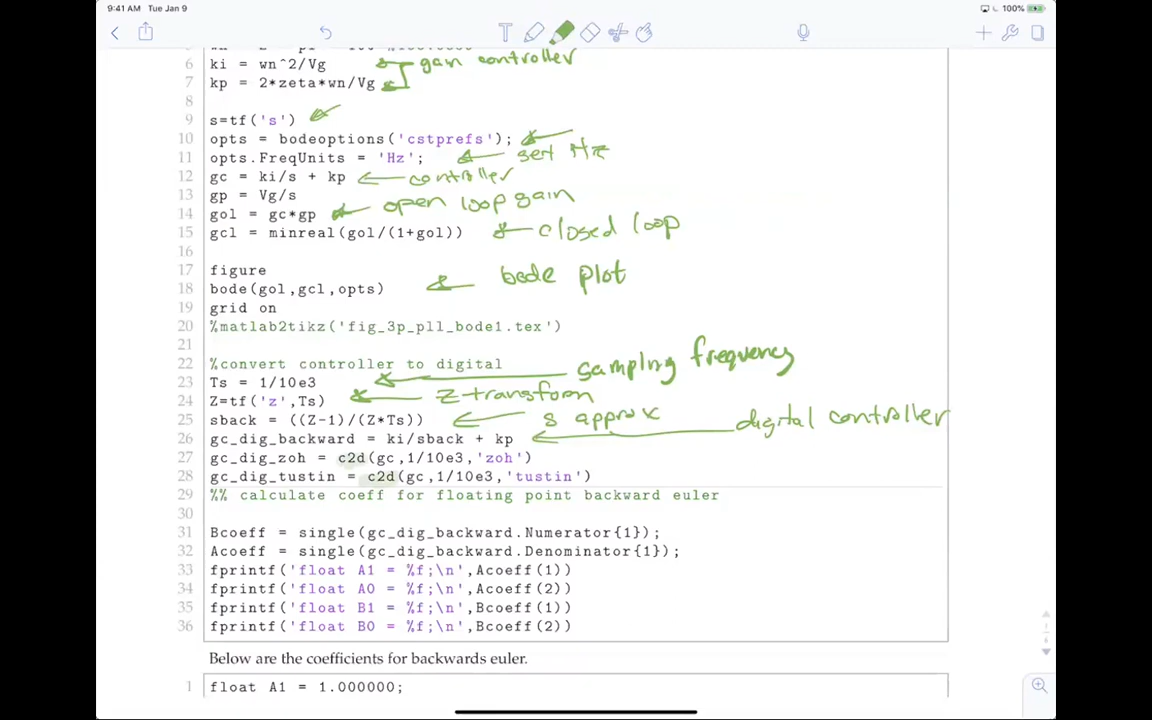 9:41 AM Tue Jan 9
100%
6 ki = wn^2/Vg gain controller
7 kp = 2*zeta*wn/Vg
8
9 s=tf('s')
10 opts = bodeoptions('cstprefs');
11 opts.FreqUnits = 'Hz'; set Hz
12 gc = ki/s + kp controller
13 gp = Vg/s
14 gol = gc*gp open loop gain
15 gcl = minreal(gol/(1+gol)) closed loop
16
17 figure
18 bode(gol,gcl,opts) bode plot
19 grid on
20 %matlab2tikz('fig_3p_pll_bode1.tex')
21
22 %convert controller to digital
23 Ts = 1/10e3 sampling frequency
24 Z=tf('z',Ts) Z-transform
25 sback = ((Z-1)/(Z*Ts)) s approx
26 gc_dig_backward = ki/sback + kp digital controller
27 gc_dig_zoh = c2d(gc,1/10e3,'zoh')
28 gc_dig_tustin = c2d(gc,1/10e3,'tustin')
29 %% calculate coeff for floating point backward euler
30
31 Bcoeff = single(gc_dig_backward.Numerator{1});
32 Acoeff = single(gc_dig_backward.Denominator{1});
33 fprintf('float A1 = %f;\n',Acoeff(1))
34 fprintf('float A0 = %f;\n',Acoeff(2))
35 fprintf('float B1 = %f;\n',Bcoeff(1))
36 fprintf('float B0 = %f;\n',Bcoeff(2))
Below are the coefficients for backwards euler.
1 float A1 = 1.000000;